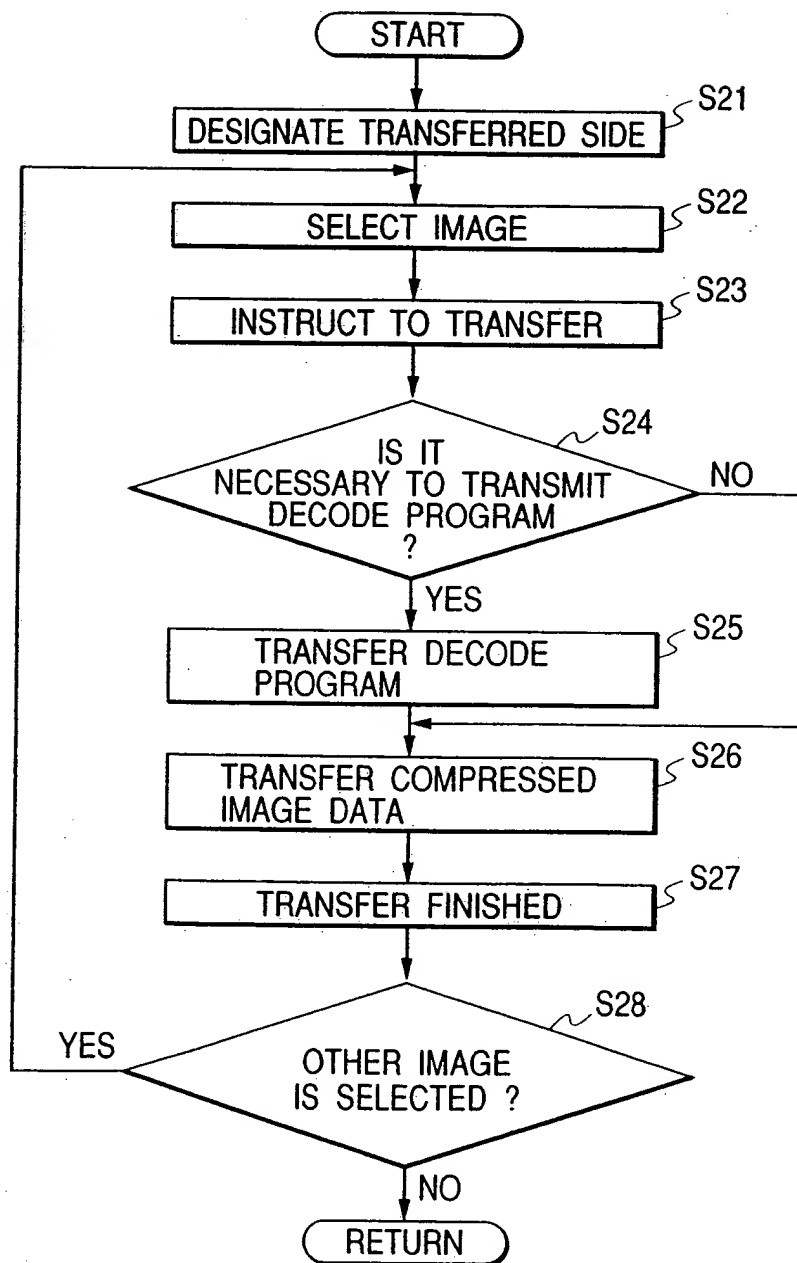 START
S21
DESIGNATE TRANSFERRED SIDE
S22
SELECT IMAGE
S23
INSTRUCT TO TRANSFER
S24
IS IT
NECESSARY TO TRANSMIT
DECODE PROGRAM
?
NO
YES
S25
TRANSFER DECODE
PROGRAM
S26
TRANSFER COMPRESSED
IMAGE DATA
S27
TRANSFER FINISHED
S28
YES
OTHER IMAGE
IS SELECTED ?
NO
RETURN